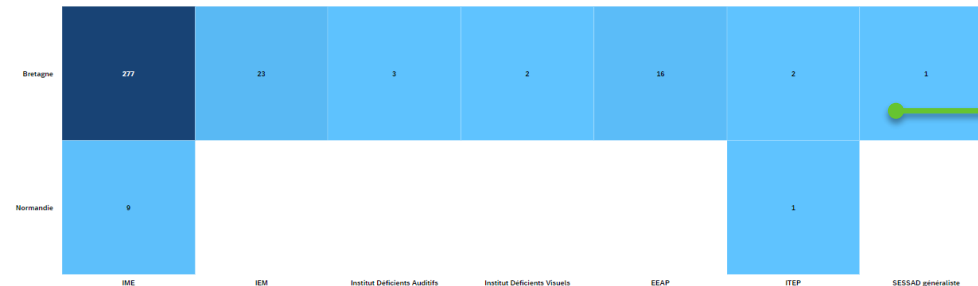 Bretagne 277 23 3 2 16 2 1
Normandie 9 1
IME IEM Institut Déficients Auditifs Institut Déficients Visuels EEAP ITEP SESSAD généraliste